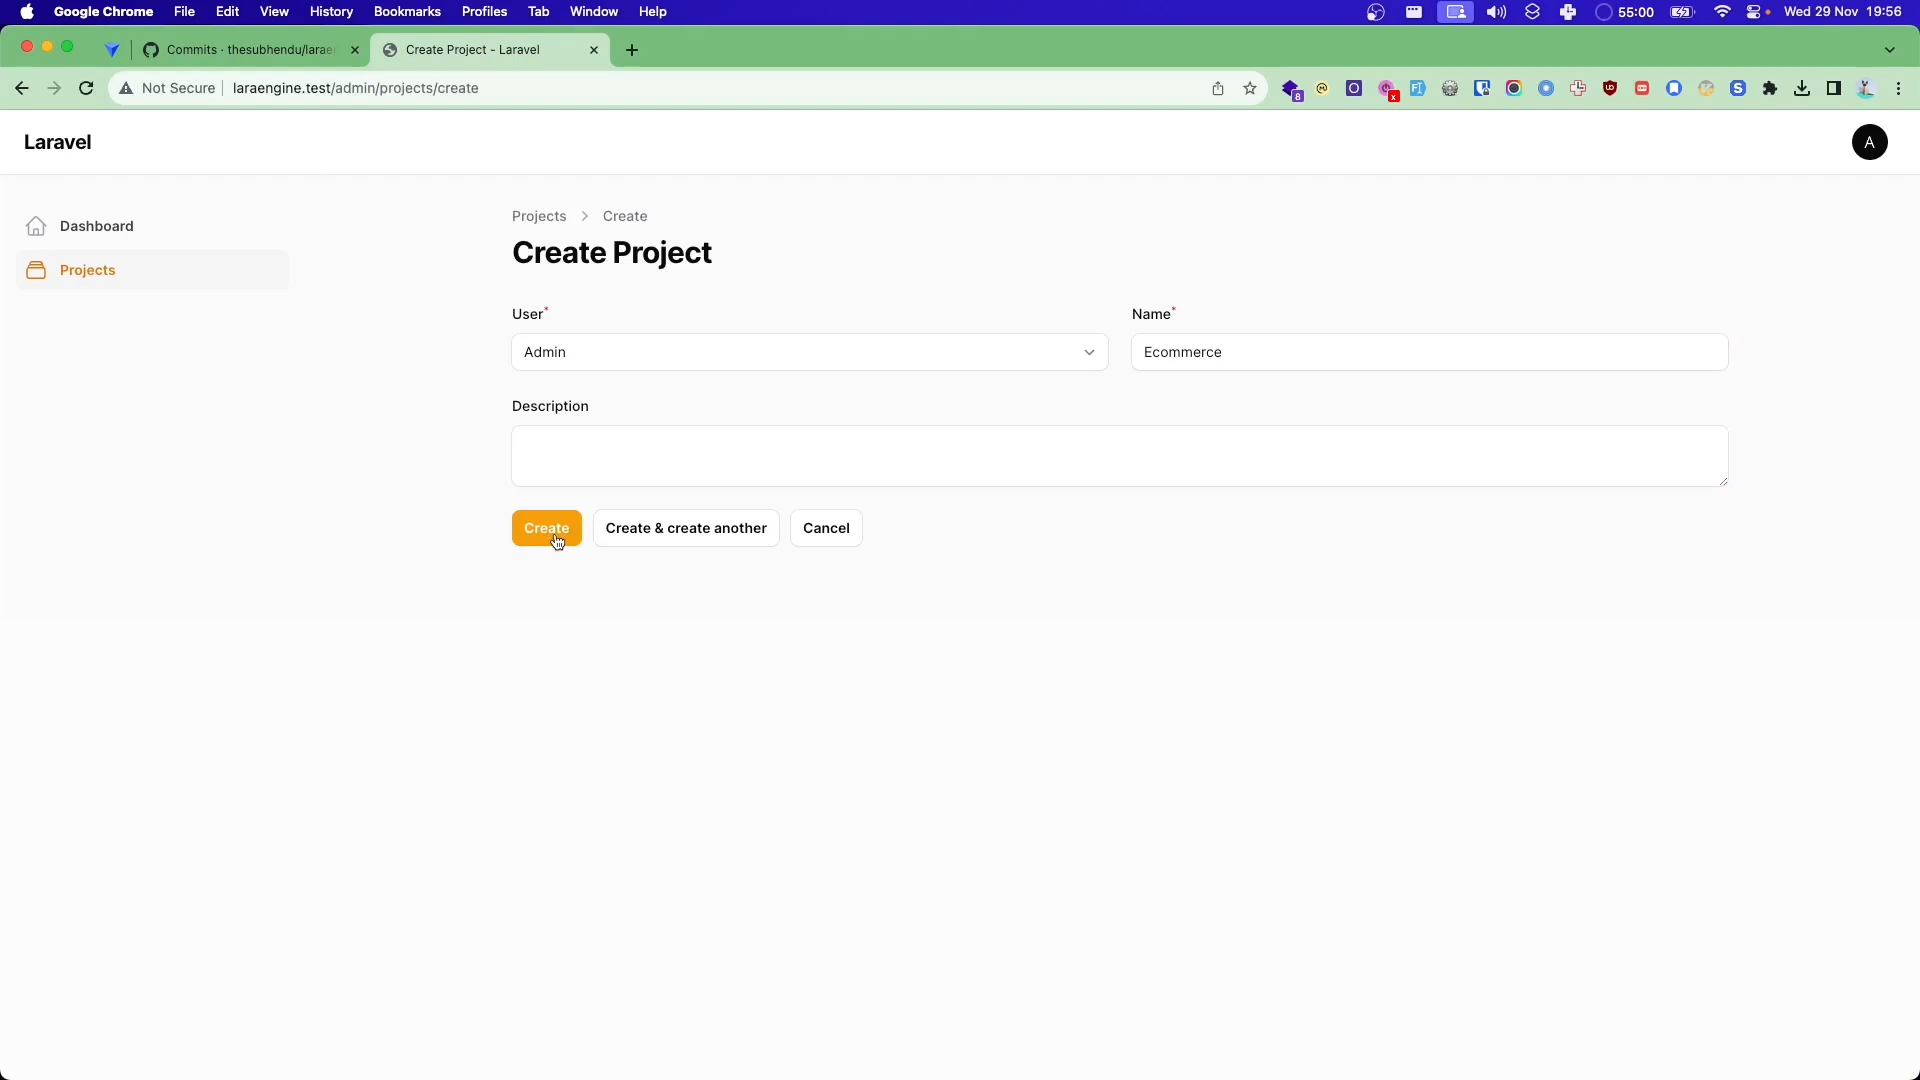 Google Chrome File Edit View History Bookmarks Profiles Tab Window Help 55:00 Wed 29 Nov 19:56
Commits · thesubhendu/larae Create Project - Laravel
Not Secure laraengine.test/admin/projects/create
Laravel A
Dashboard
Projects
Projects > Create
Create Project
User* Name*
Admin Ecommerce
Description
Create Create & create another Cancel